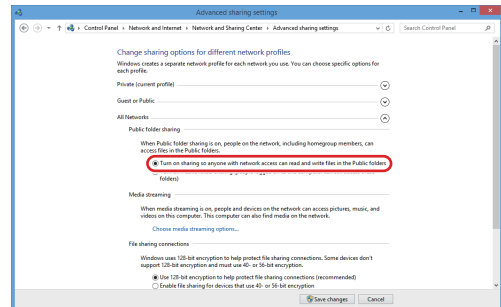 Advanced sharing settings
Control Panel ▸ Network and Internet ▸ Network and Sharing Center ▸ Advanced sharing settings
Search Control Panel
Change sharing options for different network profiles
Windows creates a separate network profile for each network you use. You can choose specific options for
each profile.
Private (current profile)
Guest or Public
All Networks
Public folder sharing
When Public folder sharing is on, people on the network, including homegroup members, can
access files in the Public folders.
Turn on sharing so anyone with network access can read and write files in the Public folders
folders)
Media streaming
When media streaming is on, people and devices on the network can access pictures, music, and
videos on this computer. This computer can also find media on the network.
Choose media streaming options...
File sharing connections
Windows uses 128-bit encryption to help protect file sharing connections. Some devices don't
support 128-bit encryption and must use 40- or 56-bit encryption.
Use 128-bit encryption to help protect file sharing connections (recommended)
Enable file sharing for devices that use 40- or 56-bit encryption
Save changes
Cancel